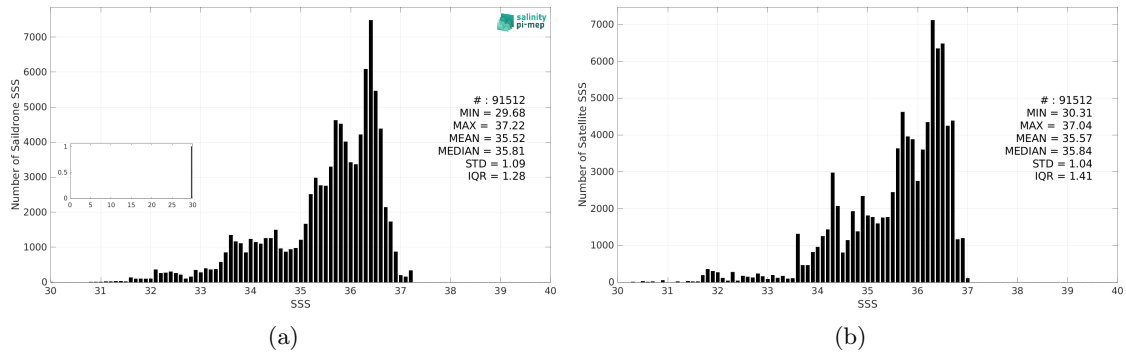 salinity
pi-mep
Number of Saildrone SSS
7000
6000
5000
4000
3000
2000
1000
0
# : 91512
MIN = 29.68
MAX = 37.22
MEAN = 35.52
MEDIAN = 35.81
STD = 1.09
IQR = 1.28
1
0.5
0
0 5 10 15 20 25 30
30 31 32 33 34 35 36 37 38 39 40
SSS
(a)
Number of Satellite SSS
7000
6000
5000
4000
3000
2000
1000
0
# : 91512
MIN = 30.31
MAX = 37.04
MEAN = 35.57
MEDIAN = 35.84
STD = 1.04
IQR = 1.41
30 31 32 33 34 35 36 37 38 39 40
SSS
(b)